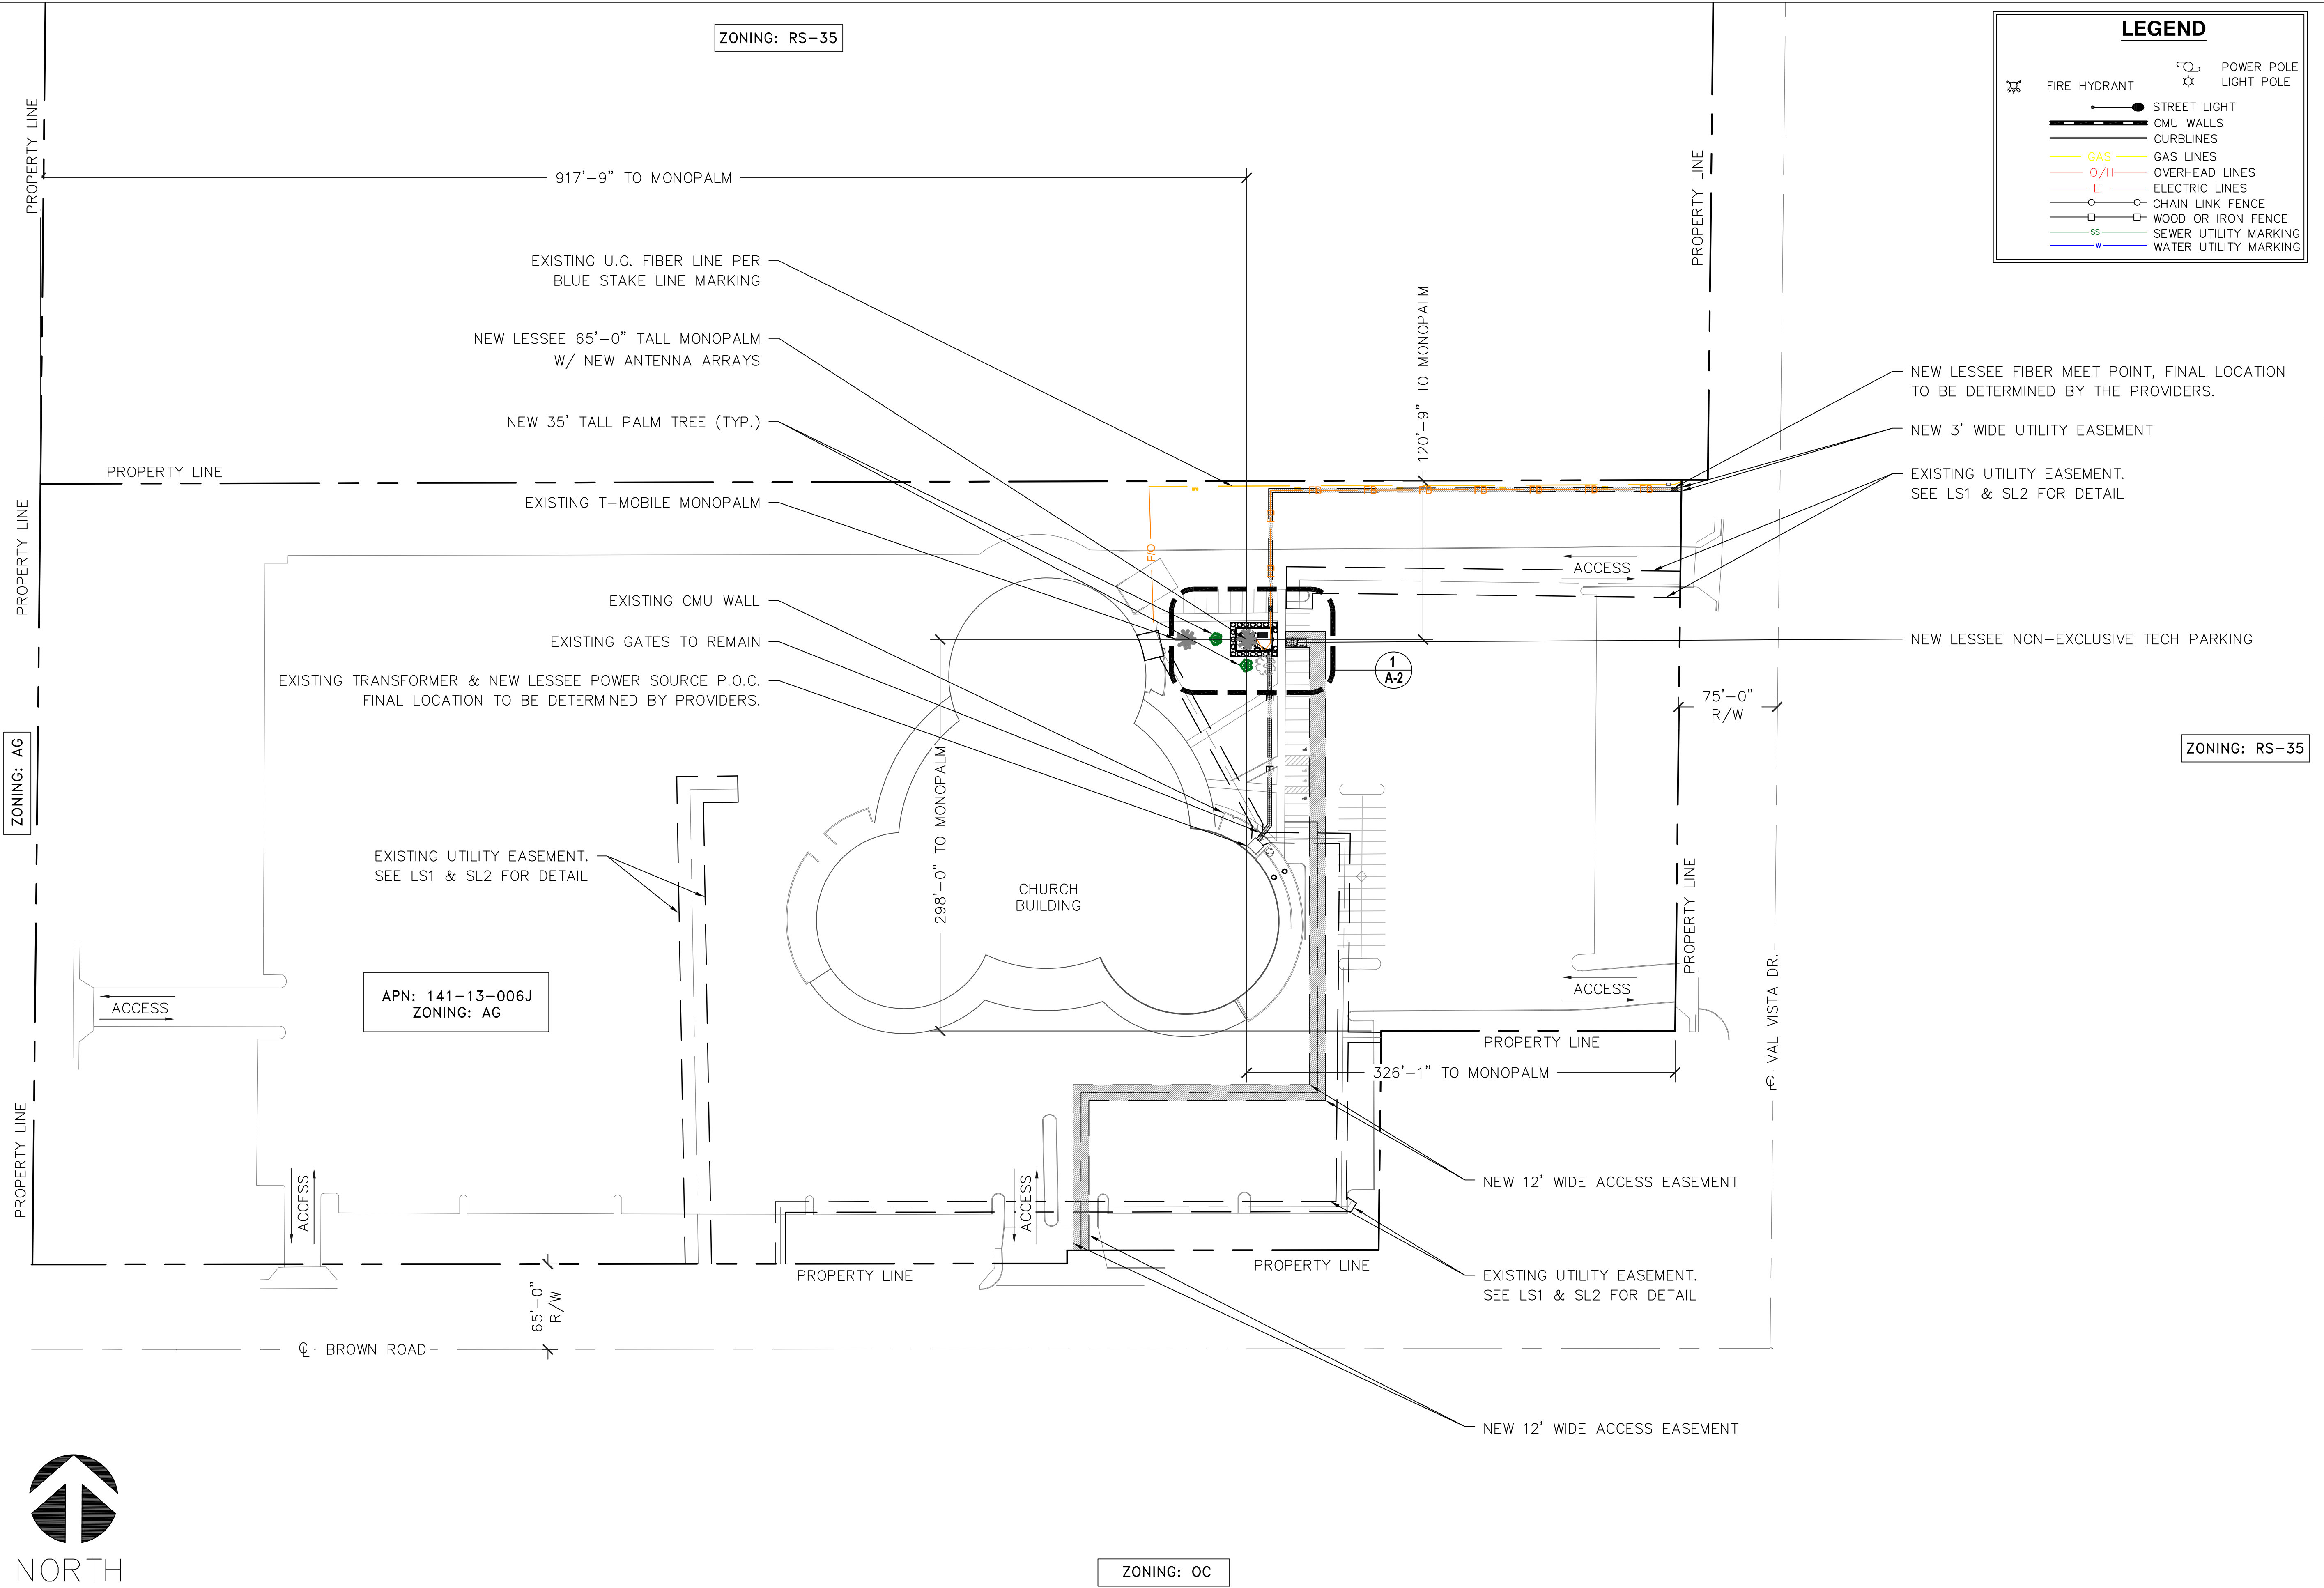 ZONING: RS-35
LEGEND
POWER POLE
LIGHT POLE
FIRE HYDRANT
STREET LIGHT
CMU WALLS
CURBLINES
GAS
GAS LINES
O/H
OVERHEAD LINES
E
ELECTRIC LINES
CHAIN LINK FENCE
WOOD OR IRON FENCE
SS
SEWER UTILITY MARKING
W
WATER UTILITY MARKING
PROPERTY LINE
PROPERTY LINE
917'-9" TO MONOPALM
EXISTING U.G. FIBER LINE PER
BLUE STAKE LINE MARKING
120'-9" TO MONOPALM
NEW LESSEE 65'-0" TALL MONOPALM
W/ NEW ANTENNA ARRAYS
NEW LESSEE FIBER MEET POINT, FINAL LOCATION
TO BE DETERMINED BY THE PROVIDERS.
NEW 35' TALL PALM TREE (TYP.)
NEW 3' WIDE UTILITY EASEMENT
PROPERTY LINE
EXISTING UTILITY EASEMENT.
SEE LS1 & SL2 FOR DETAIL
EXISTING T-MOBILE MONOPALM
PROPERTY LINE
F/O
ACCESS
EXISTING CMU WALL
EXISTING GATES TO REMAIN
NEW LESSEE NON-EXCLUSIVE TECH PARKING
1
A-2
EXISTING TRANSFORMER & NEW LESSEE POWER SOURCE P.O.C.
FINAL LOCATION TO BE DETERMINED BY PROVIDERS.
75'-0"
R/W
ZONING: RS-35
ZONING: AG
298'-0" TO MONOPALM
EXISTING UTILITY EASEMENT.
SEE LS1 & SL2 FOR DETAIL
CHURCH
BUILDING
PROPERTY LINE
APN: 141-13-006J
ZONING: AG
ACCESS
ACCESS
PROPERTY LINE
326'-1" TO MONOPALM
VAL VISTA DR.
PROPERTY LINE
ACCESS
ACCESS
NEW 12' WIDE ACCESS EASEMENT
PROPERTY LINE
PROPERTY LINE
EXISTING UTILITY EASEMENT.
SEE LS1 & SL2 FOR DETAIL
65'-0"
R/W
BROWN ROAD
NEW 12' WIDE ACCESS EASEMENT
NORTH
ZONING: OC